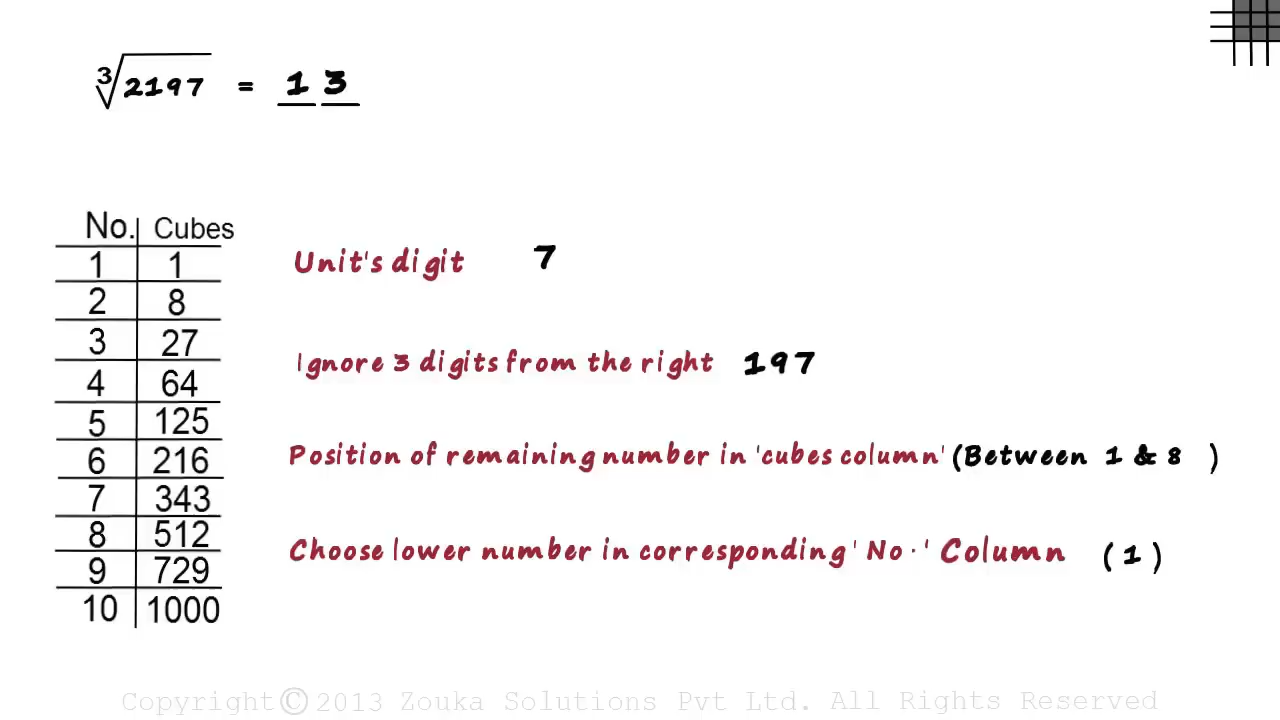 ∛2197 = 1 3
No. Cubes
1 1
2 8
3 27
4 64
5 125
6 216
7 343
8 512
9 729
10 1000
Unit's digit 7
Ignore 3 digits from the right 197
Position of remaining number in 'cubes column' (Between 1 & 8 )
Choose lower number in corresponding ' No.' Column (1)
Copyright© 2013 Zouka Solutions Pvt Ltd. All Rights Reserved